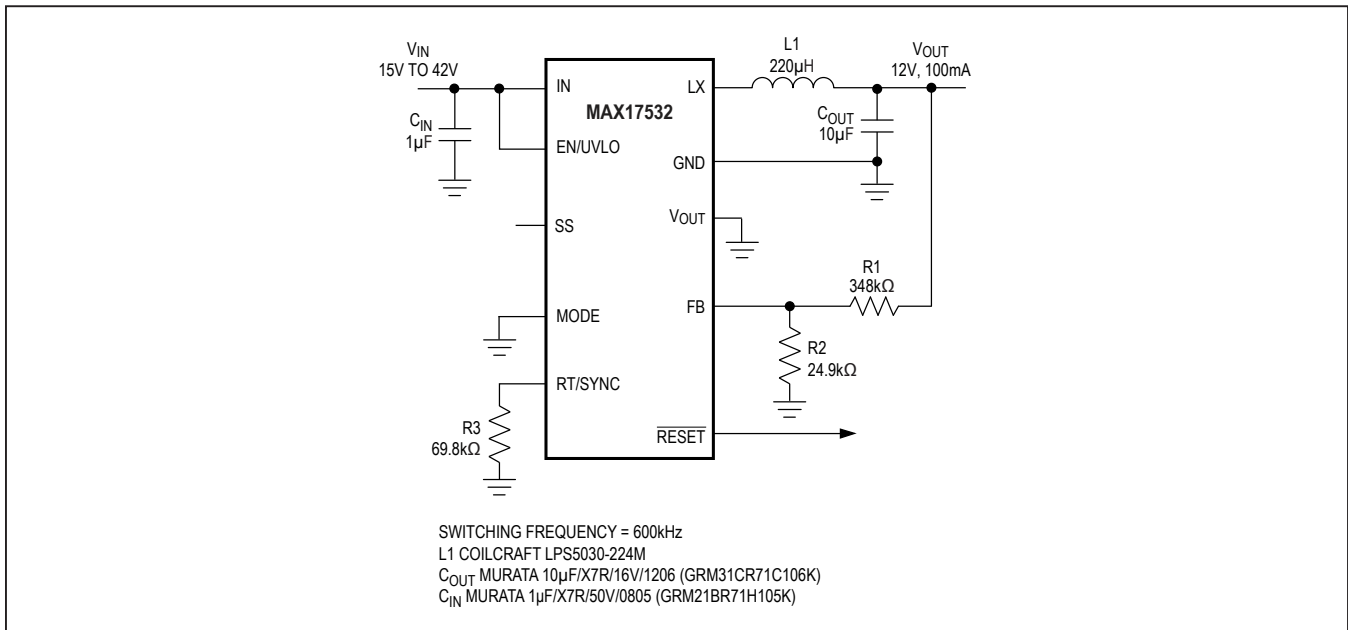 VIN
15V TO 42V
CIN
1µF
IN
EN/UVLO
SS
MODE
RT/SYNC
R3
69.8kΩ
MAX17532
LX
GND
VOUT
FB
RESET
L1
220µH
COUT
10µF
VOUT
12V, 100mA
R1
348kΩ
R2
24.9kΩ
SWITCHING FREQUENCY = 600kHz
L1 COILCRAFT LPS5030-224M
COUT MURATA 10µF/X7R/16V/1206 (GRM31CR71C106K)
CIN MURATA 1µF/X7R/50V/0805 (GRM21BR71H105K)